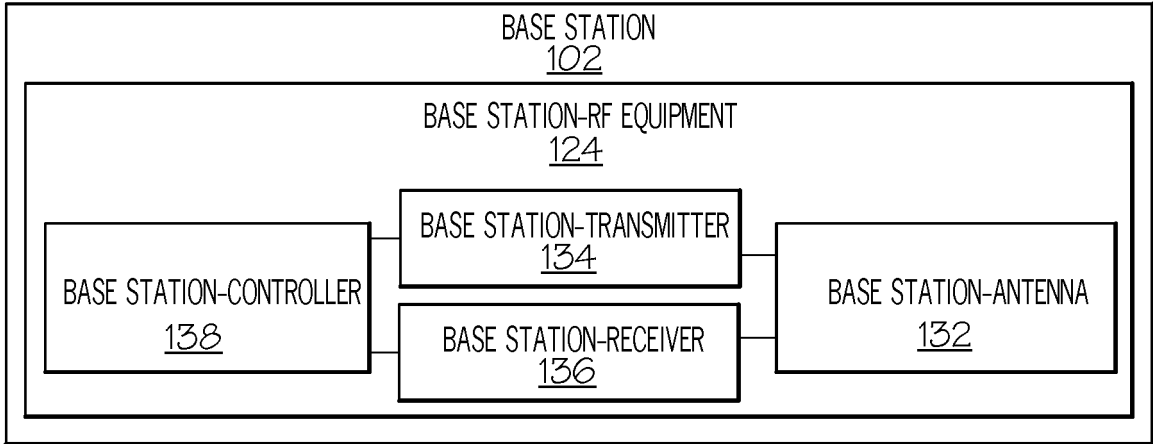 BASE STATION
102
BASE STATION-RF EQUIPMENT
124
BASE STATION-TRANSMITTER
134
BASE STATION-CONTROLLER
138
BASE STATION-RECEIVER
136
BASE STATION-ANTENNA
132